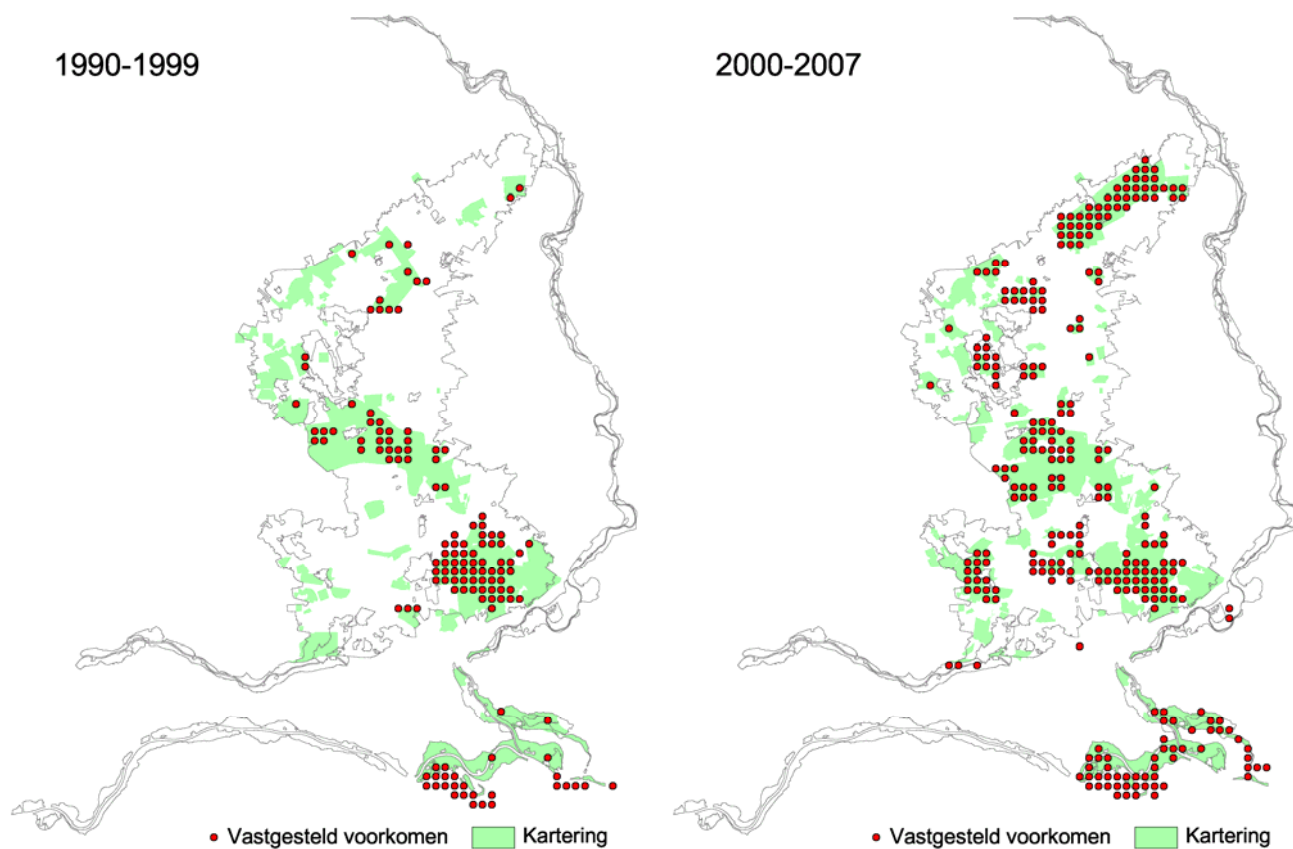 1990-1999
2000-2007
Vastgesteld voorkomen
Kartering
Vastgesteld voorkomen
Kartering